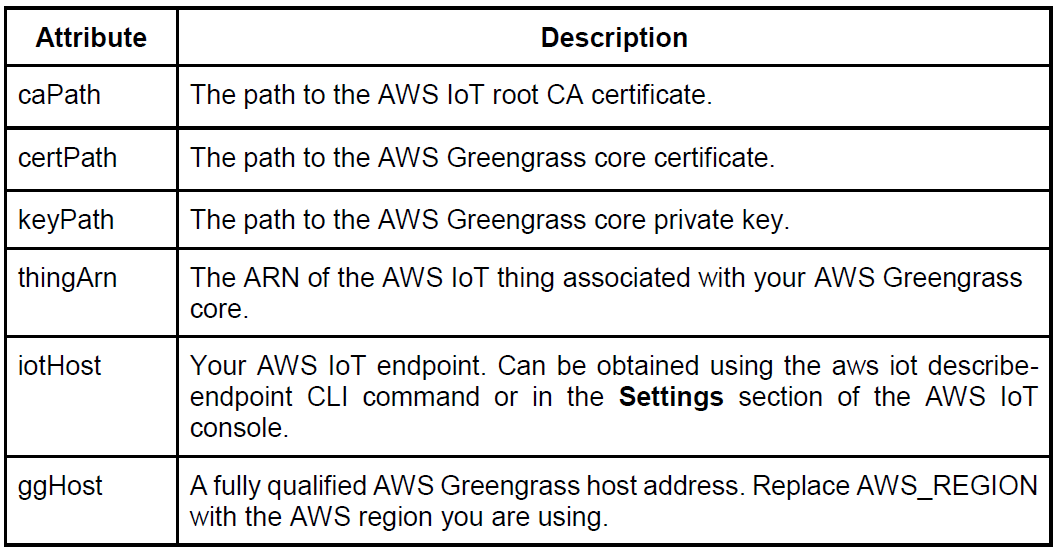 Attribute Description
caPath The path to the AWS IoT root CA certificate.
certPath The path to the AWS Greengrass core certificate.
keyPath The path to the AWS Greengrass core private key.
thingArn The ARN of the AWS IoT thing associated with your AWS Greengrass
core.
iotHost Your AWS IoT endpoint. Can be obtained using the aws iot describe-
endpoint CLI command or in the Settings section of the AWS IoT
console.
ggHost A fully qualified AWS Greengrass host address. Replace AWS_REGION
with the AWS region you are using.